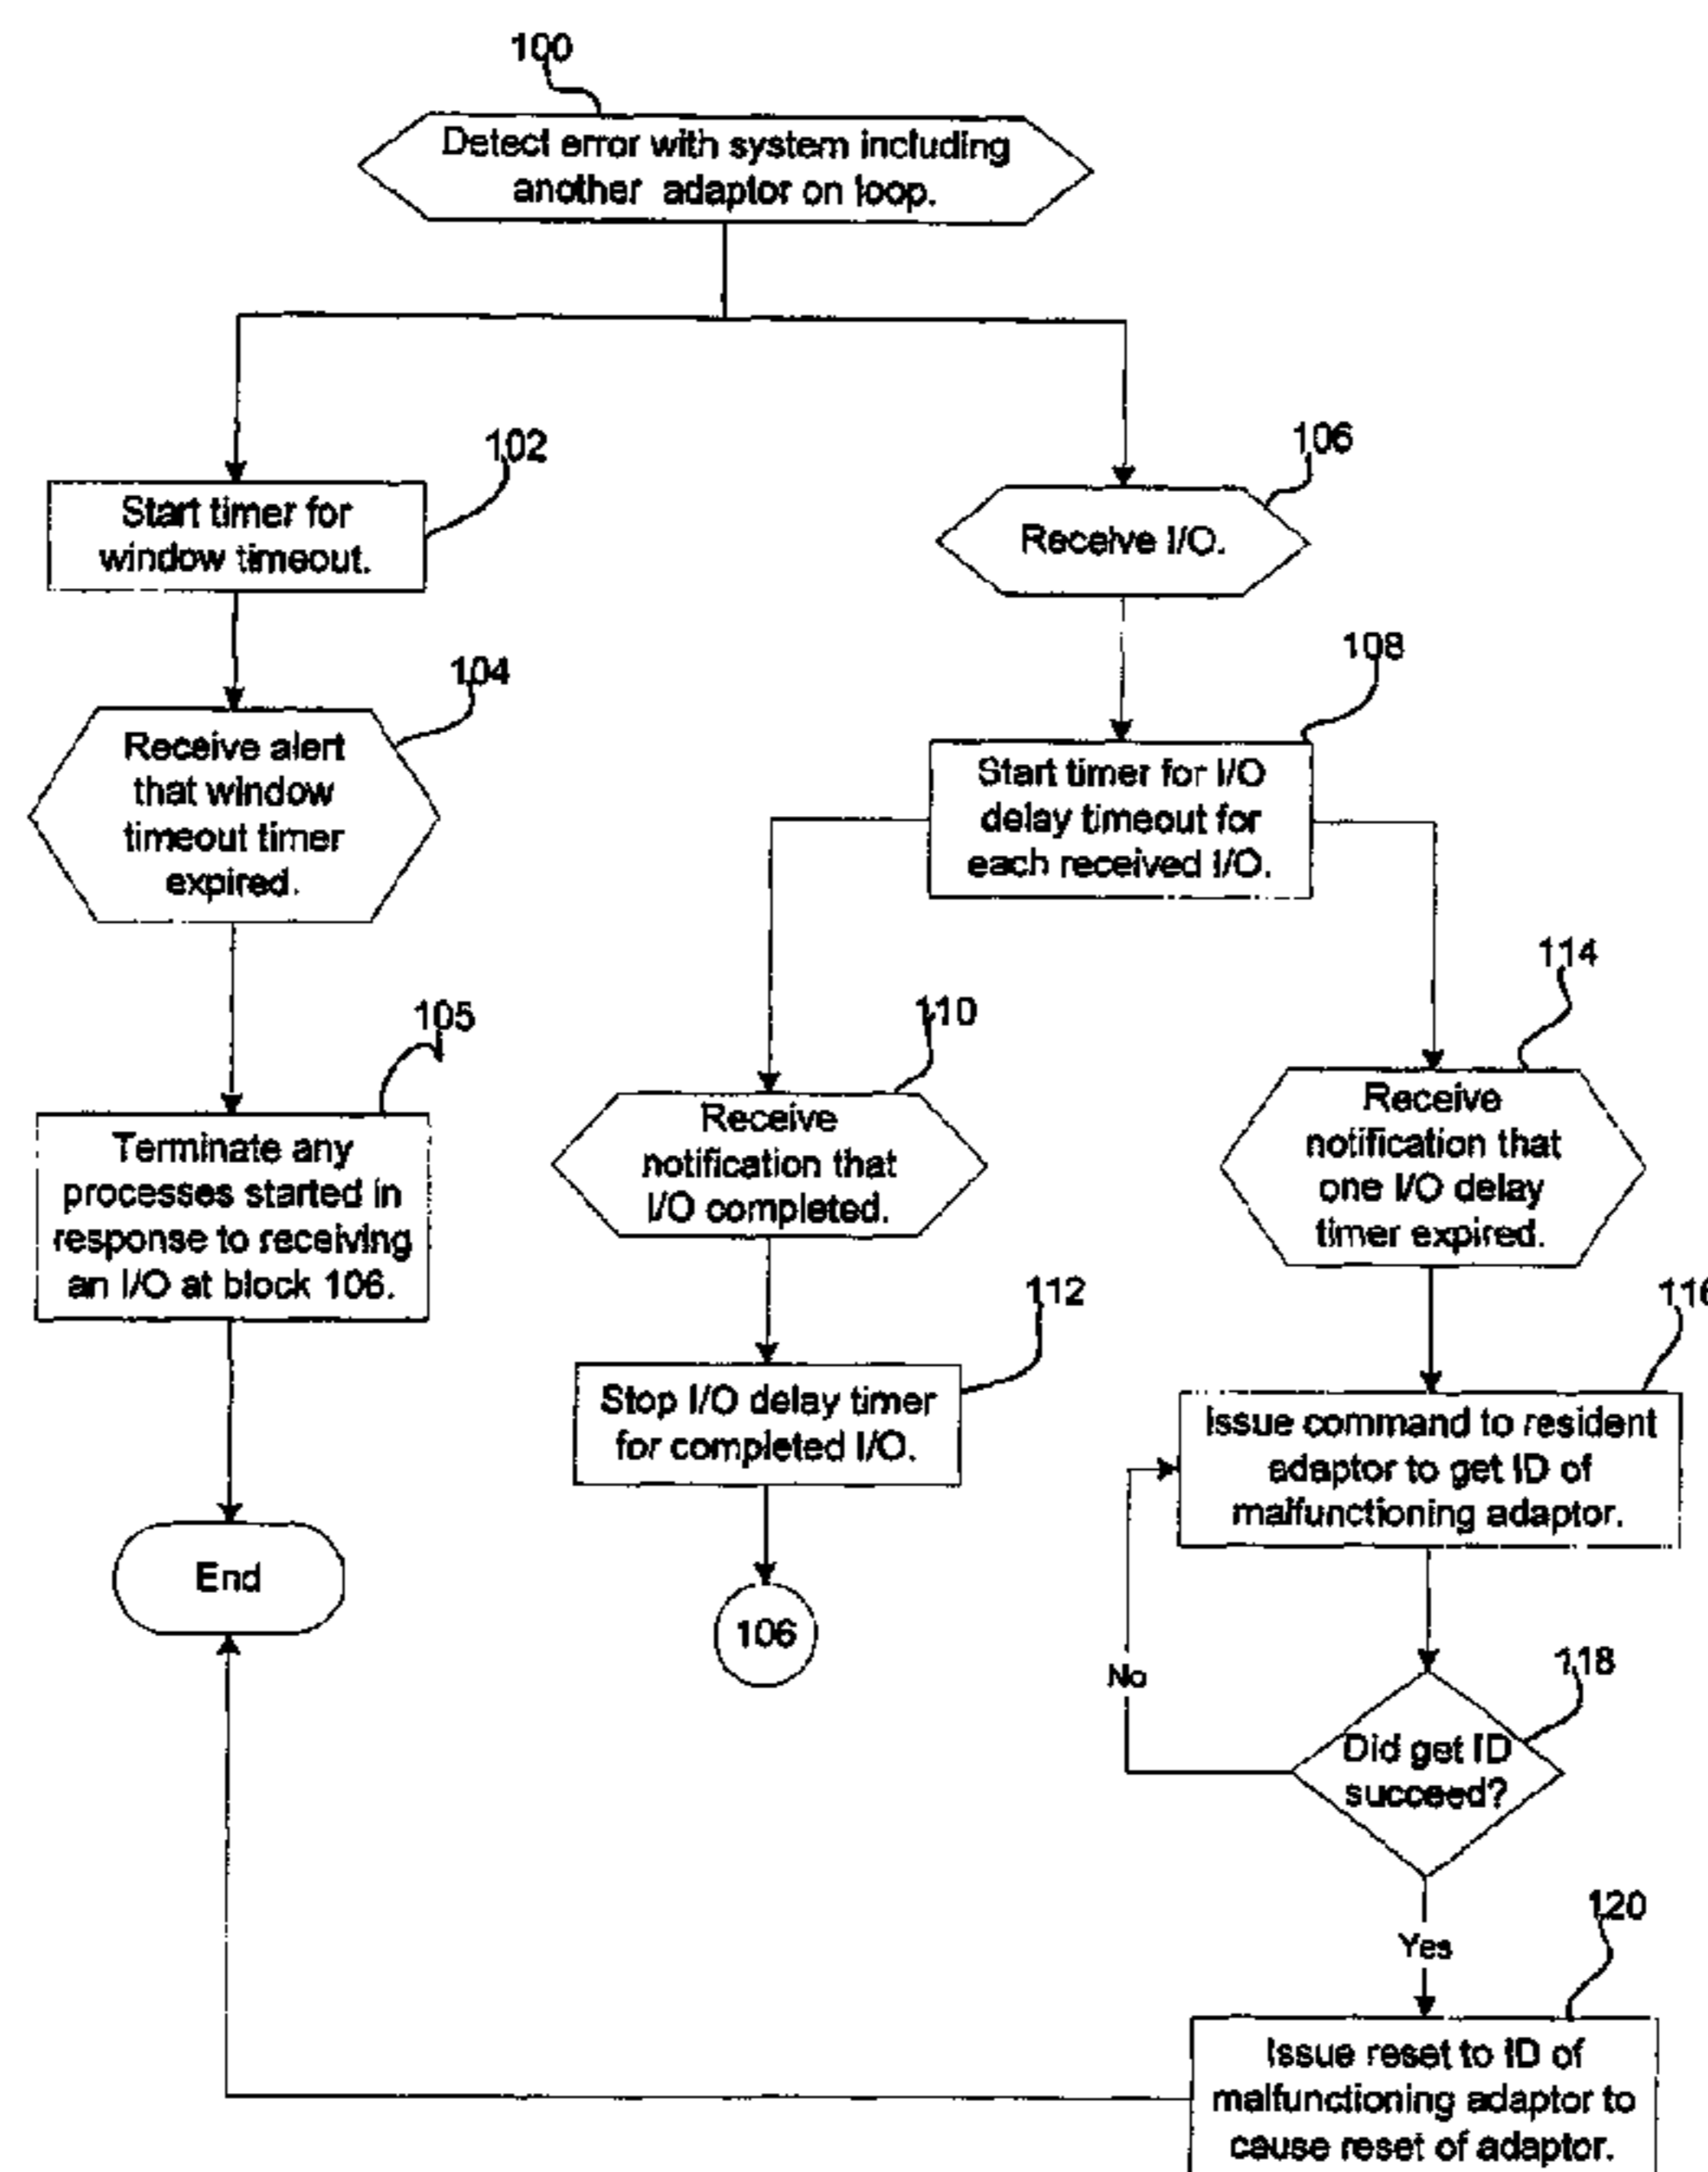 100
Detect error with system including
another adaptor on loop.
102
Start timer for
window timeout.
104
Receive alert
that window
timeout timer
expired.
105
Terminate any
processes started in
response to receiving
an I/O at block 106.
End
106
Receive I/O.
108
Start timer for I/O
delay timeout for
each received I/O.
110
Receive
notification that
I/O completed.
112
Stop I/O delay timer
for completed I/O.
106
114
Receive
notification that
one I/O delay
timer expired.
116
Issue command to resident
adaptor to get ID of
malfunctioning adaptor.
118
Did get ID
succeed?
No
Yes
120
Issue reset to ID of
malfunctioning adaptor to
cause reset of adaptor.